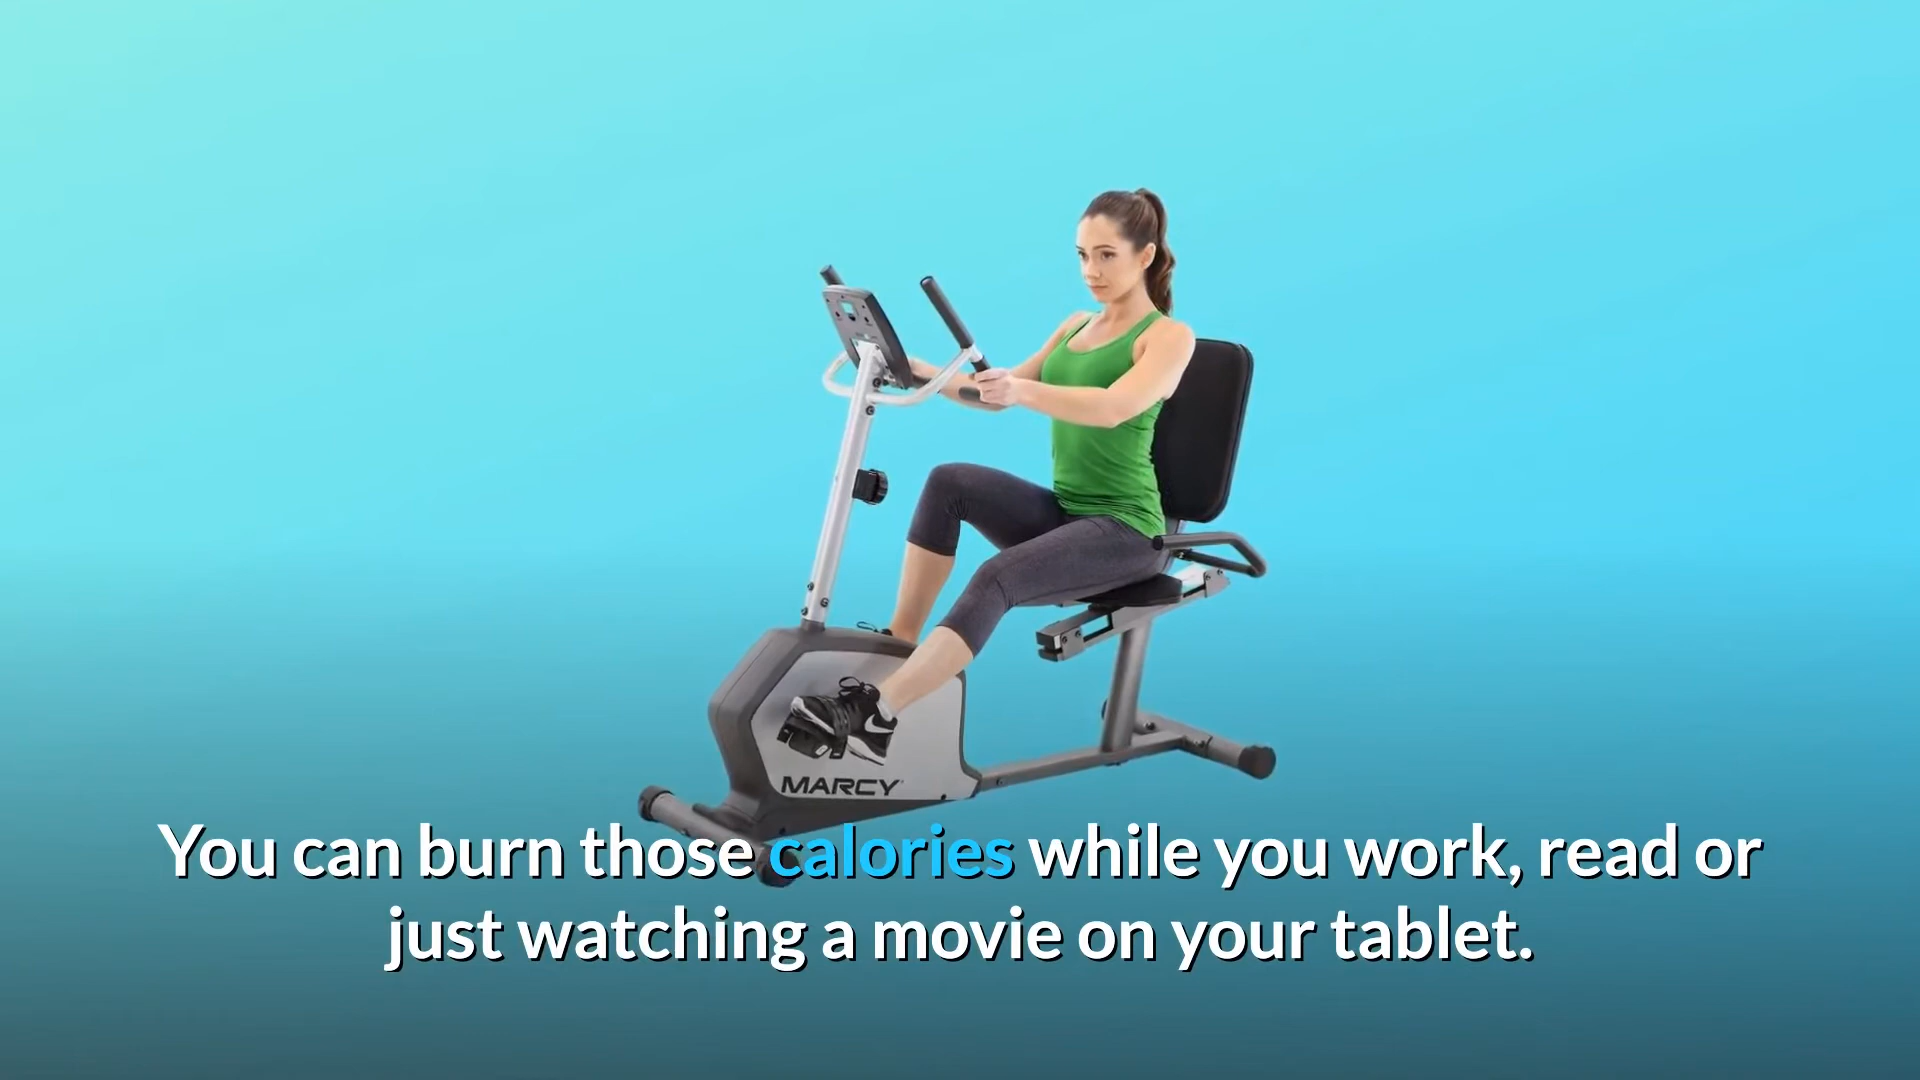 MARCY
You can burn those calories while you work, read or
just watching a movie on your tablet.